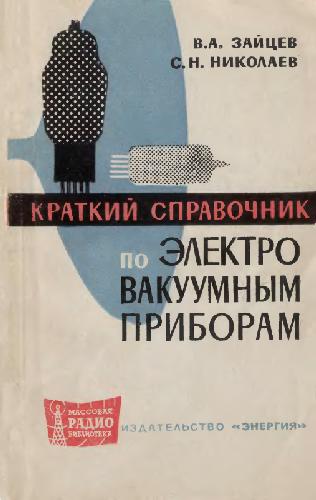 В.А. ЗАЙЦЕВ
С.Н. НИКОЛАЕВ
КРАТКИЙ СПРАВОЧНИК
ПО ЭЛЕКТРО
ВАКУУМНЫМ
ПРИБОРАМ
МАССОВАЯ
РАДИО
БИБЛИОТЕКА
ИЗДАТЕЛЬСТВО «ЭНЕРГИЯ»